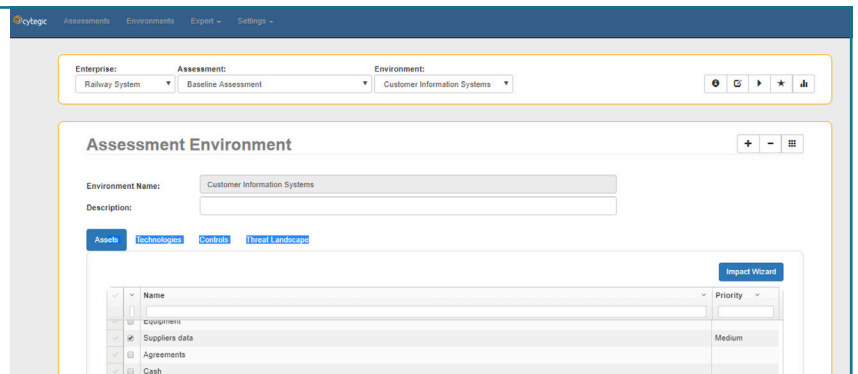 Cytegic Assessments Environments Expert Settings
Enterprise: Assessment: Environment:
Railway System Baseline Assessment Customer Information Systems
Assessment Environment
Environment Name: Customer Information Systems
Description:
Assets Technologies Controls Threat Landscape
Impact Wizard
Name Priority
Equipment
Suppliers data Medium
Agreements
Cash